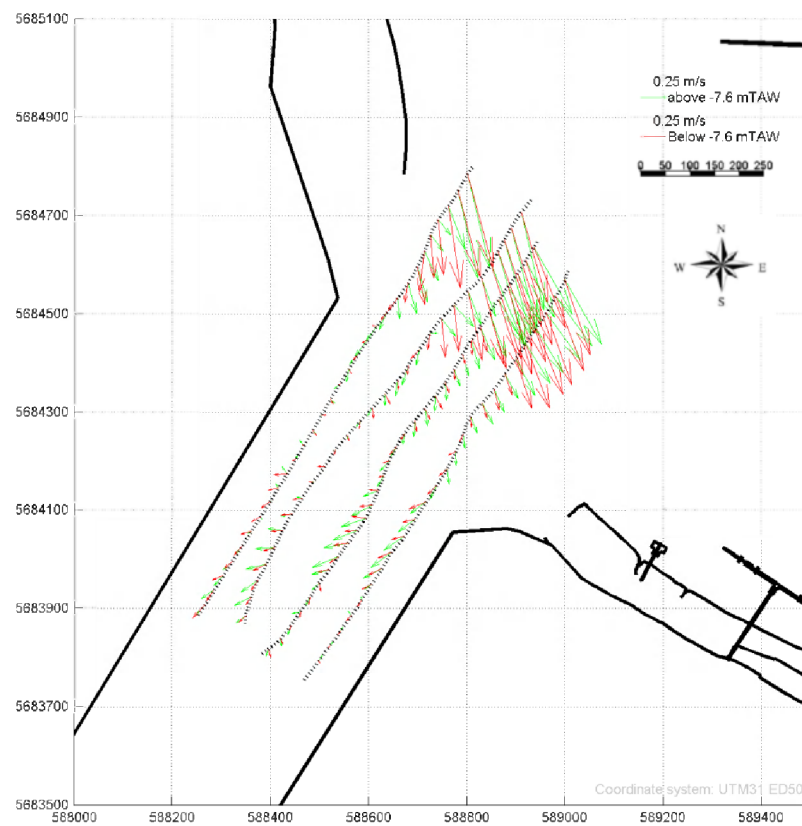 5685100
5684900
5684700
5684500
5684300
5684100
5683900
5683700
5683500
0.25 m/s
above -7.6 mTAW
0.25 m/s
Below -7.6 mTAW
0 50 100 150 200 250
N
W E
S
Coordinate system: UTM31 ED50
588000 588200 588400 588600 588800 589000 589200 589400